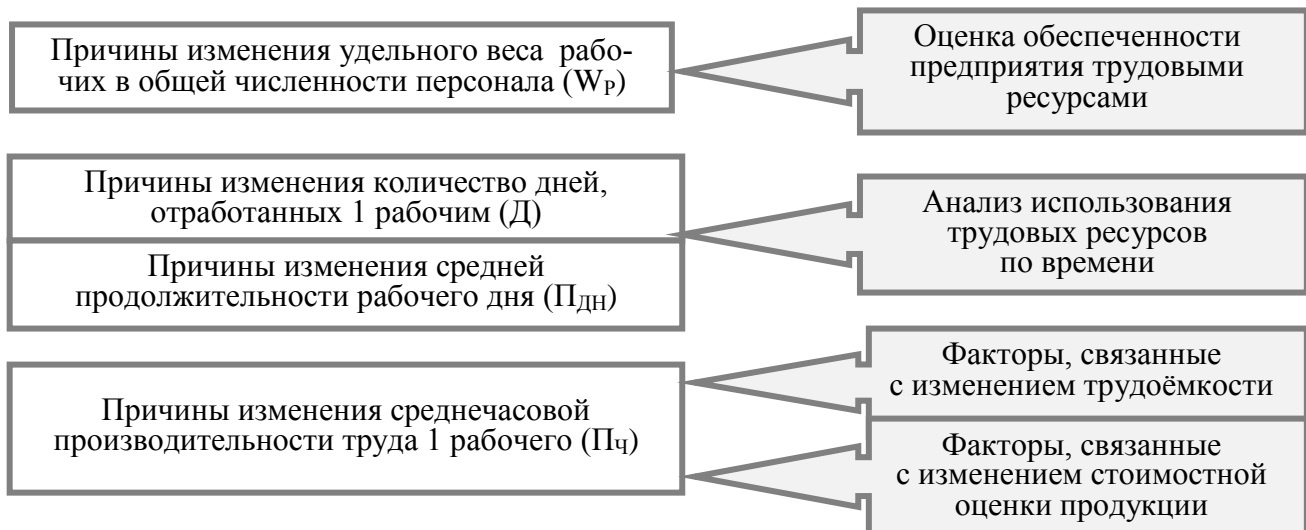 Причины изменения удельного веса рабо-
чих в общей численности персонала (WР)
Оценка обеспеченности
предприятия трудовыми
ресурсами
Причины изменения количество дней,
отработанных 1 рабочим (Д)
Причины изменения средней
продолжительности рабочего дня (ПДН)
Анализ использования
трудовых ресурсов
по времени
Причины изменения среднечасовой
производительности труда 1 рабочего (ПЧ)
Факторы, связанные
с изменением трудоёмкости
Факторы, связанные
с изменением стоимостной
оценки продукции